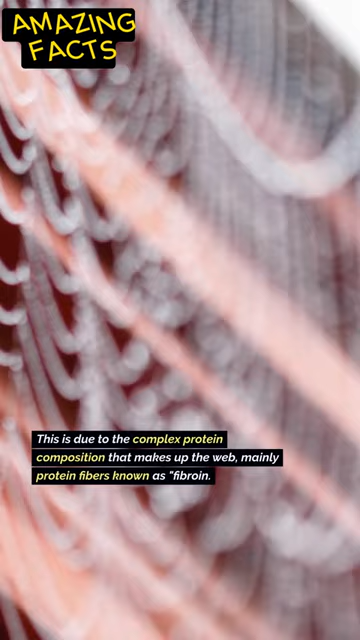 AMAZING
FACTS
This is due to the complex protein
composition that makes up the web, mainly
protein fibers known as "fibroin.